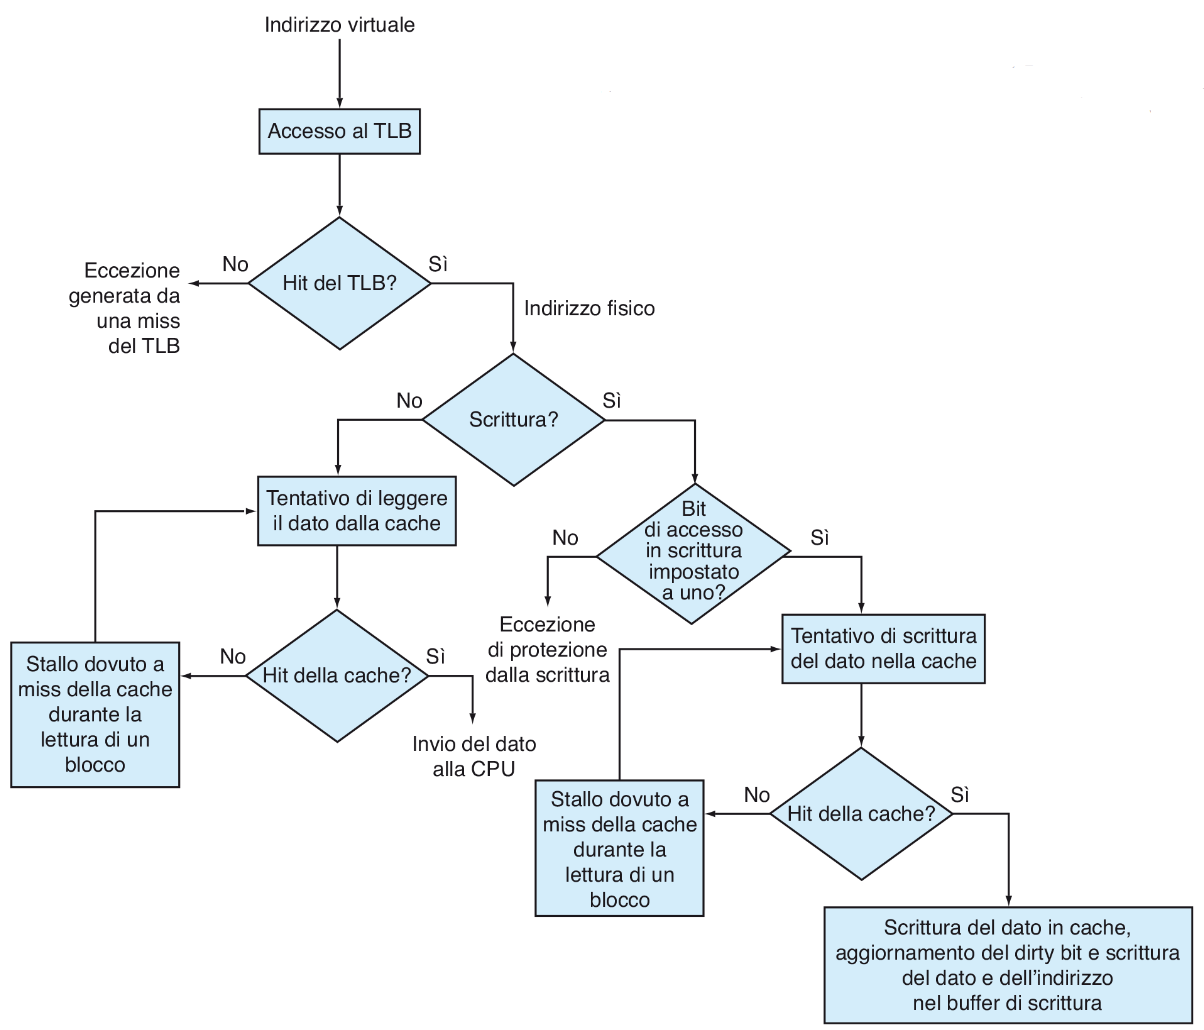 Indirizzo virtuale
Accesso al TLB
Hit del TLB?
No
Sì
Eccezione
generata da
una miss
del TLB
Indirizzo fisico
Scrittura?
No
Sì
Tentativo di leggere
il dato dalla cache
Bit
di accesso
in scrittura
impostato
a uno?
No
Sì
Eccezione
di protezione
dalla scrittura
Tentativo di scrittura
del dato nella cache
Stallo dovuto a
miss della cache
durante la
lettura di un
blocco
No
Hit della cache?
Sì
Invio del dato
alla CPU
Stallo dovuto a
miss della cache
durante la
lettura di un
blocco
No
Hit della cache?
Sì
Scrittura del dato in cache,
aggiornamento del dirty bit e scrittura
del dato e dell'indirizzo
nel buffer di scrittura